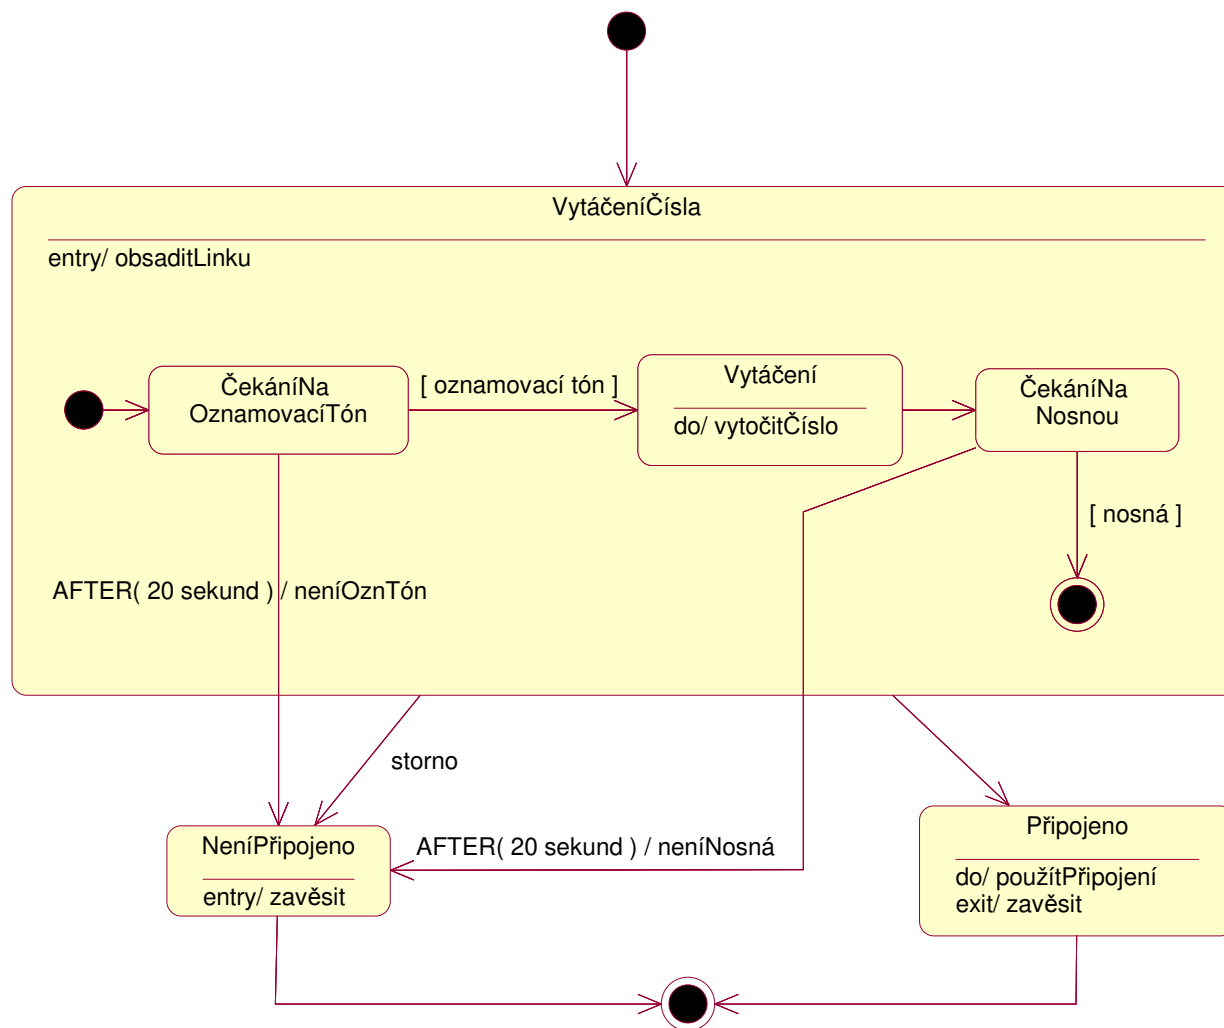 VytáčeníČísla
entry/ obsaditLinku
ČekáníNa
OznamovacíTón
[ oznamovací tón ]
Vytáčení
do/ vytočitČíslo
ČekáníNa
Nosnou
[ nosná ]
AFTER( 20 sekund ) / neníOznTón
storno
NeníPřipojeno
entry/ zavěsit
AFTER( 20 sekund ) / neníNosná
Připojeno
do/ použítPřipojení
exit/ zavěsit